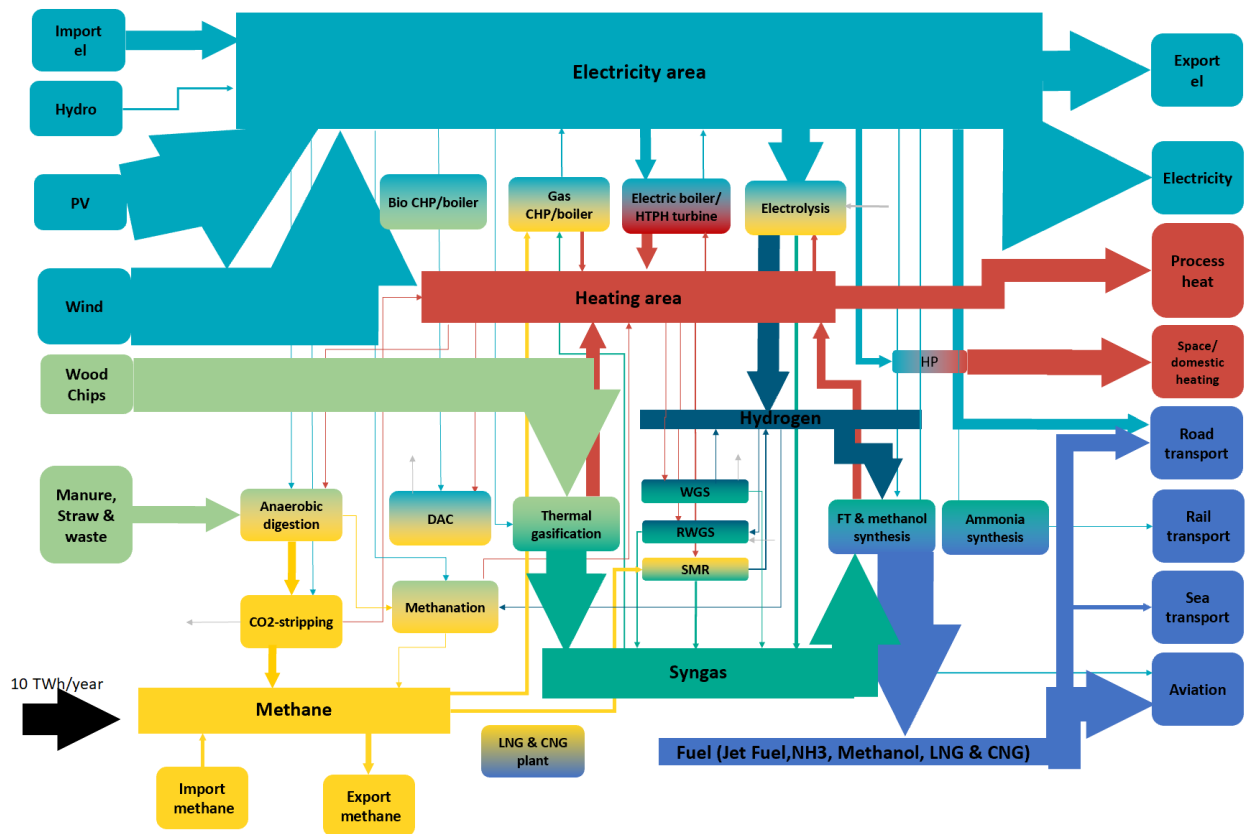 Import
el
Hydro
PV
Wind
Wood
Chips
Manure,
Straw &
waste
10 TWh/year
Electricity area
Bio CHP/boiler
Gas
CHP/boiler
Electric boiler/
HTPH turbine
Electrolysis
Heating area
HP
Hydrogen
Anaerobic
digestion
DAC
Thermal
gasification
WGS
RWGS
SMR
FT & methanol
synthesis
Ammonia
synthesis
CO2-stripping
Methanation
Syngas
Methane
LNG & CNG
plant
Fuel (Jet Fuel,NH3, Methanol, LNG & CNG)
Import
methane
Export
methane
Export
el
Electricity
Process
heat
Space/
domestic
heating
Road
transport
Rail
transport
Sea
transport
Aviation